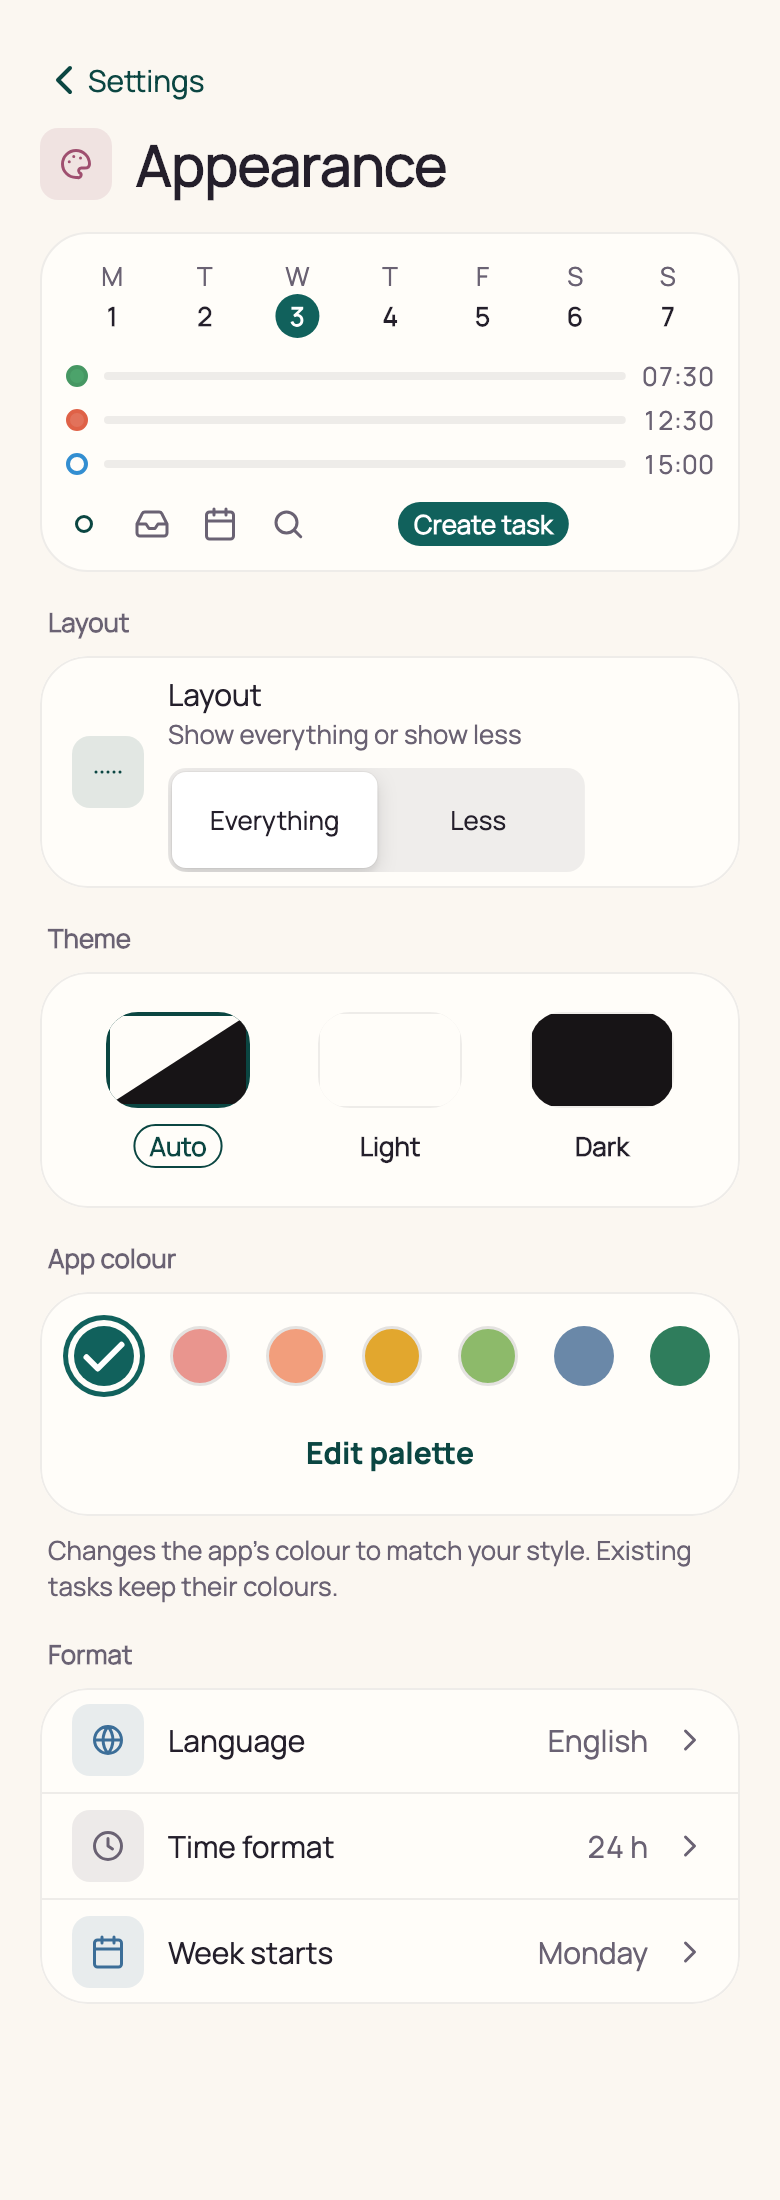 Settings
Appearance
M T W T F S S
1 2 3 4 5 6 7
07:30
12:30
15:00
Create task
Layout
Layout
Show everything or show less
Everything Less
Theme
Auto Light Dark
App colour
Edit palette
Changes the app’s colour to match your style. Existing
tasks keep their colours.
Format
Language English
Time format 24 h
Week starts Monday